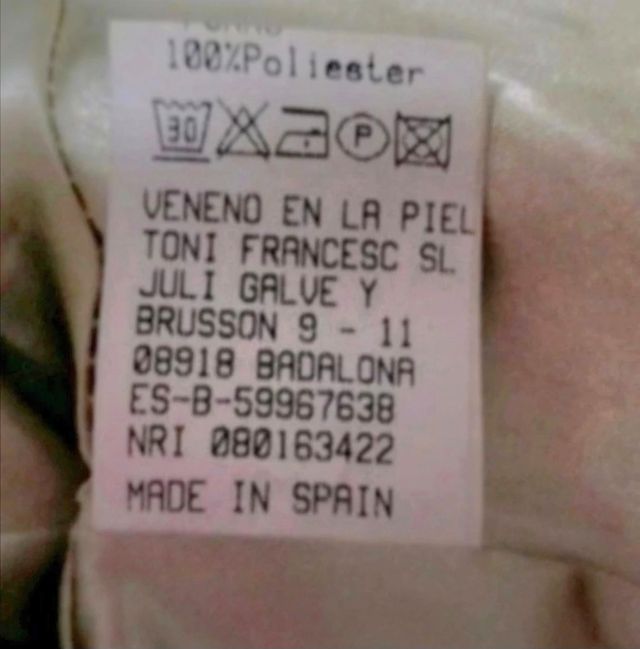 100%Poliester
30
P
VENENO EN LA PIEL
TONI FRANCESC SL
JULI GALVE Y
BRUSSON 9 - 11
08918 BADALONA
ES-B-59967638
NRI 080163422
MADE IN SPAIN